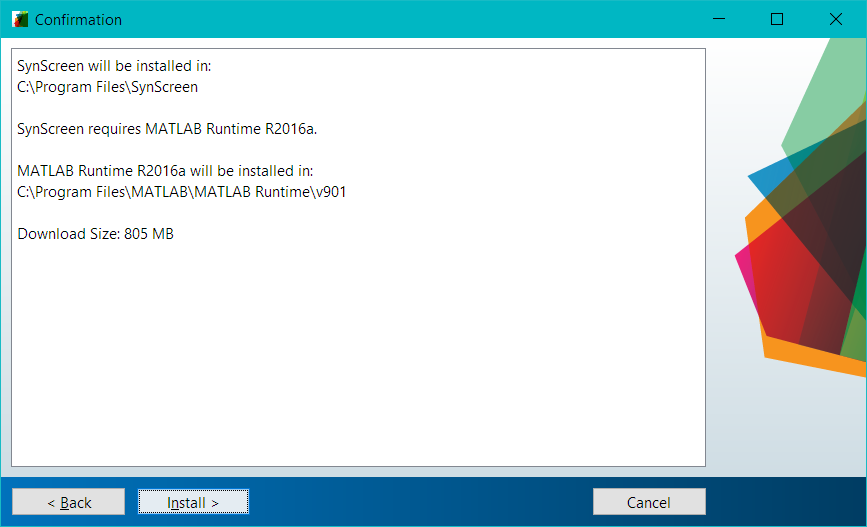 Confirmation
SynScreen will be installed in:
C:\Program Files\SynScreen
SynScreen requires MATLAB Runtime R2016a.
MATLAB Runtime R2016a will be installed in:
C:\Program Files\MATLAB\MATLAB Runtime\v901
Download Size: 805 MB
< Back Install > Cancel